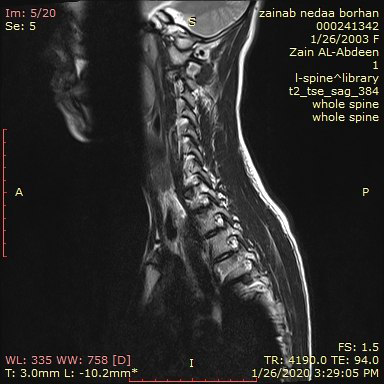 Im: 5/20
Se: 5
S
zainab nedaa borhan
000241342
1/26/2003 F
Zain AL-Abdeen
1
l-spine^library
t2_tse_sag_384
whole spine
whole spine
A
P
WL: 335 WW: 758 [D]
T: 3.0mm L: -10.2mm*
I
FS: 1.5
TR: 4190.0 TE: 94.0
1/26/2020 3:29:05 PM